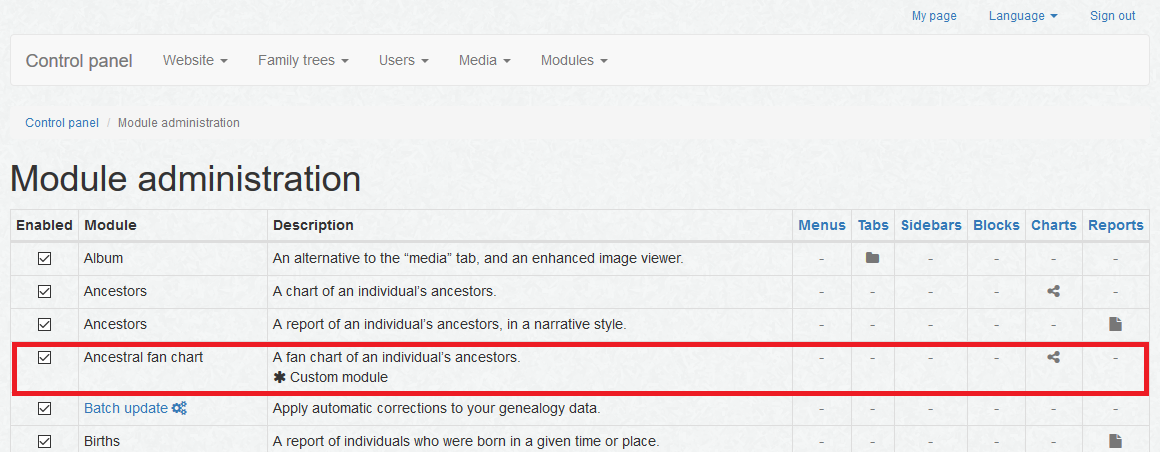 My page Language Sign out
Control panel Website Family trees Users Media Modules
Control panel / Module administration
Module administration
Enabled Module Description Menus Tabs Sidebars Blocks Charts Reports
Album An alternative to the “media” tab, and an enhanced image viewer. - - - - -
Ancestors A chart of an individual’s ancestors. - - - - -
Ancestors A report of an individual’s ancestors, in a narrative style. - - - - -
Ancestral fan chart A fan chart of an individual’s ancestors. - - - - -
✱ Custom module
Batch update Apply automatic corrections to your genealogy data. - - - - - -
Births A report of individuals who were born in a given time or place. - - - - -